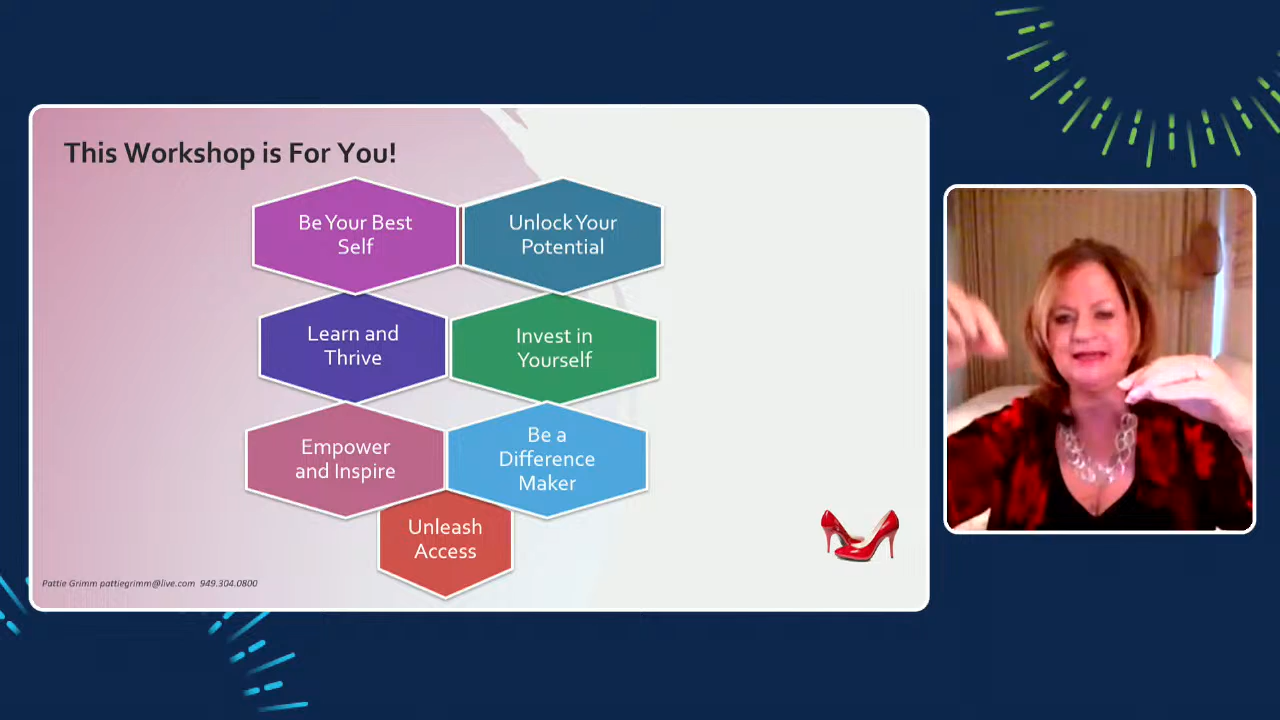 This Workshop is For You!
Be Your Best
Self
Unlock Your
Potential
Learn and
Thrive
Invest in
Yourself
Empower
and Inspire
Be a
Difference
Maker
Unleash
Access
Pattie Grimm pattiegrimm@live.com 949.304.0800